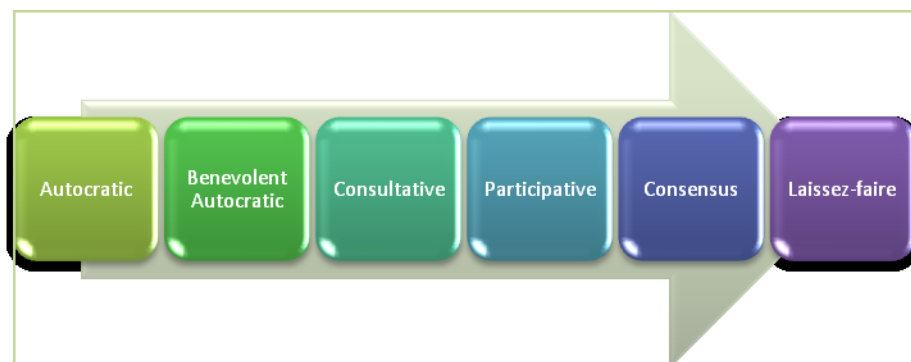 Autocratic
Benevolent
Autocratic
Consultative
Participative
Consensus
Laissez-faire